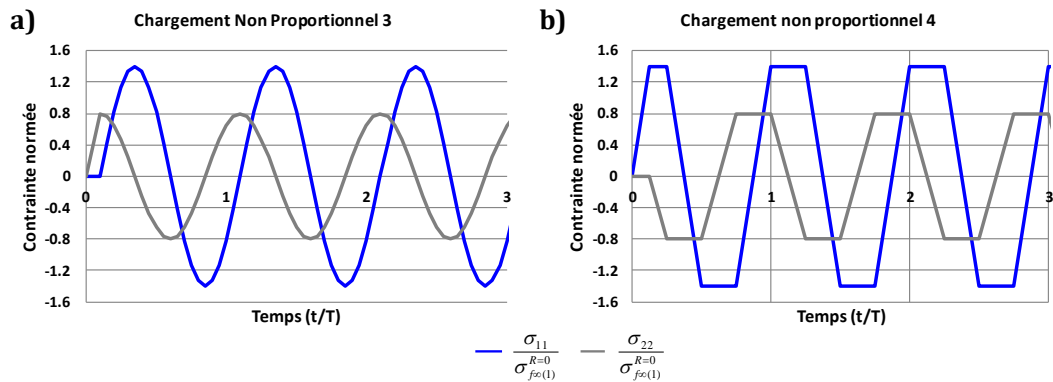 a)
Chargement Non Proportionnel 3
1.6
1.2
0.8
0.4
0
-0.4
-0.8
-1.2
-1.6
0
1
2
3
Contrainte normée
Temps (t/T)
b)
Chargement non proportionnel 4
1.6
1.2
0.8
0.4
0
-0.4
-0.8
-1.2
-1.6
0
1
2
3
Contrainte normée
Temps (t/T)
σ11
σf∞(1)R=0
σ22
σf∞(1)R=0